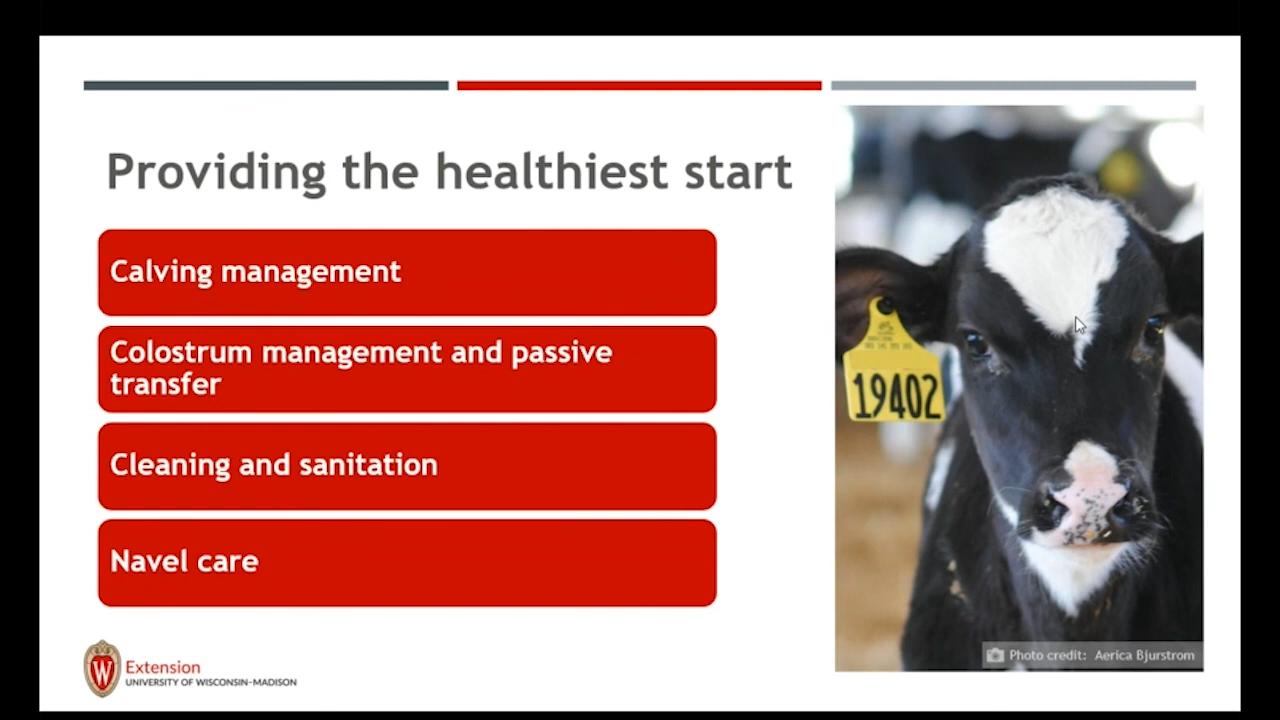 Providing the healthiest start
Calving management
Colostrum management and passive
transfer
Cleaning and sanitation
Navel care
19402
Photo credit: Aerica Bjurstrom
W
Extension
UNIVERSITY OF WISCONSIN–MADISON